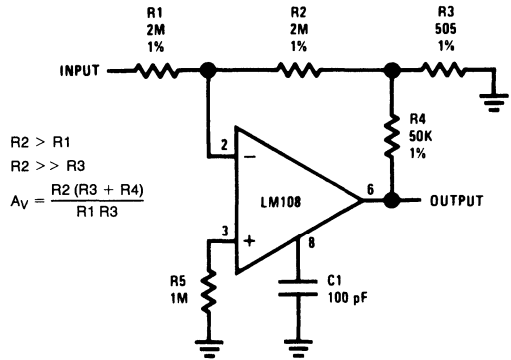 R1
2M
1%
R2
2M
1%
R3
505
1%
INPUT
R4
50K
1%
R2 > R1
R2 >> R3
AV = R2 (R3 + R4)
R1 R3
2
−
LM108
6
OUTPUT
3
+
8
R5
1M
C1
100 pF